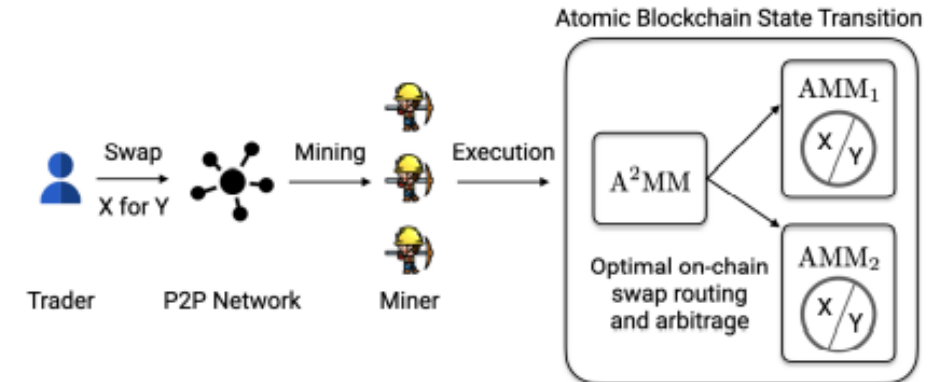 Atomic Blockchain State Transition
Swap
X for Y
Mining
Execution
Trader
P2P Network
Miner
A²MM
Optimal on-chain
swap routing
and arbitrage
AMM₁
X
Y
AMM₂
X
Y